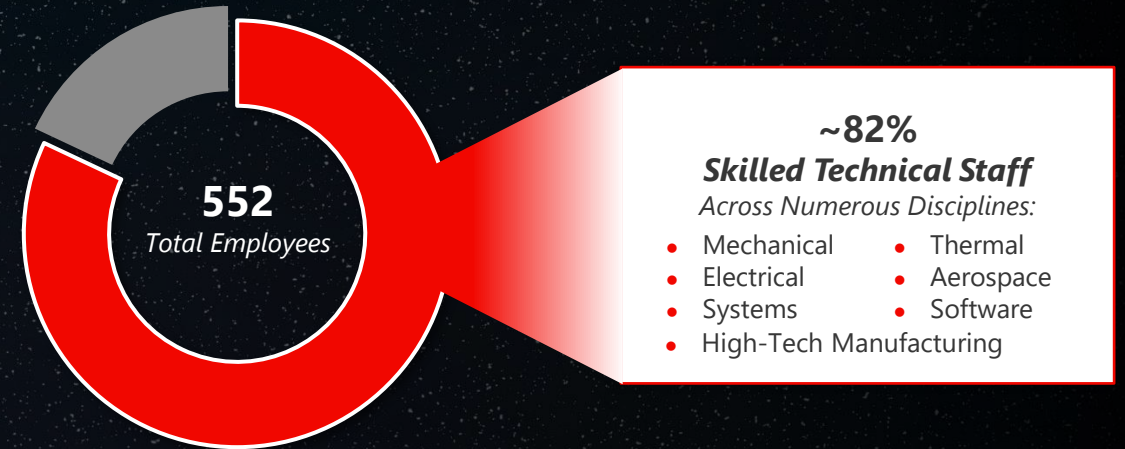 552
Total Employees
~82%
Skilled Technical Staff
Across Numerous Disciplines:
• Mechanical
• Electrical
• Systems
• High-Tech Manufacturing
• Thermal
• Aerospace
• Software